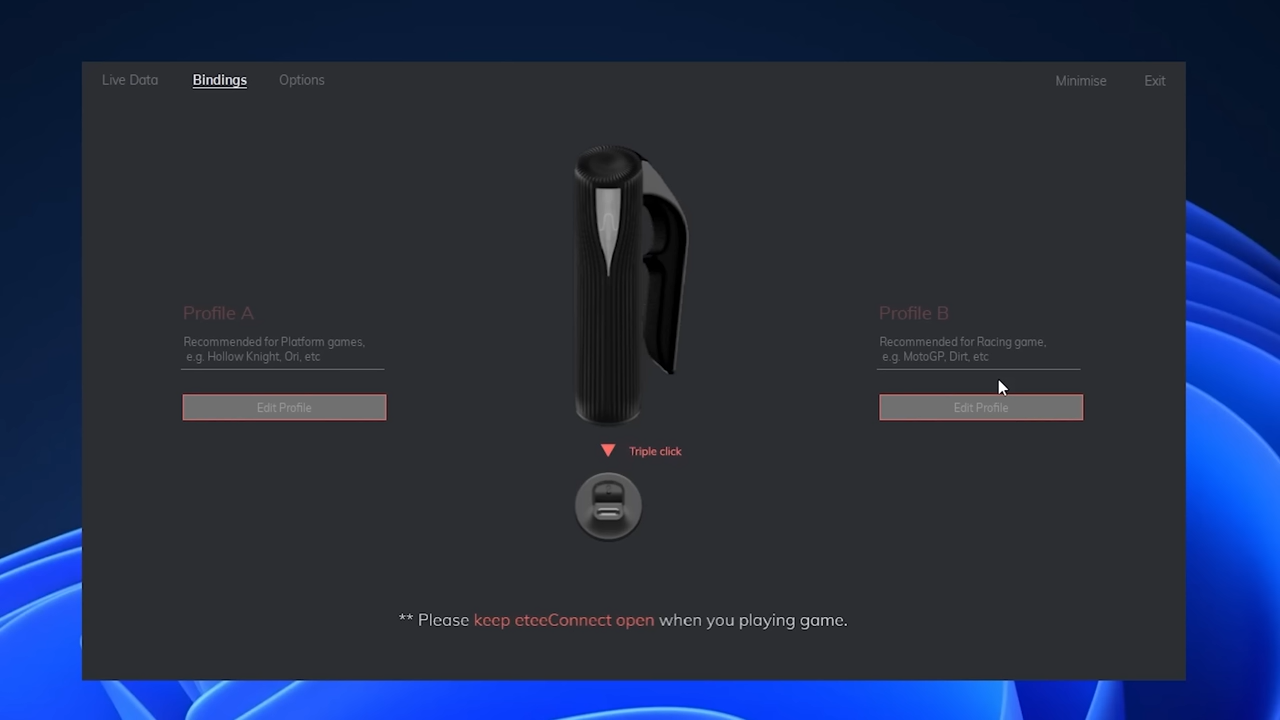 Live Data
Bindings
Options
Minimise
Exit
Profile A
Recommended for Platform games,
e.g. Hollow Knight, Ori, etc
Edit Profile
Profile B
Recommended for Racing game,
e.g. MotoGP, Dirt, etc
Edit Profile
Triple click
** Please keep eteeConnect open when you playing game.